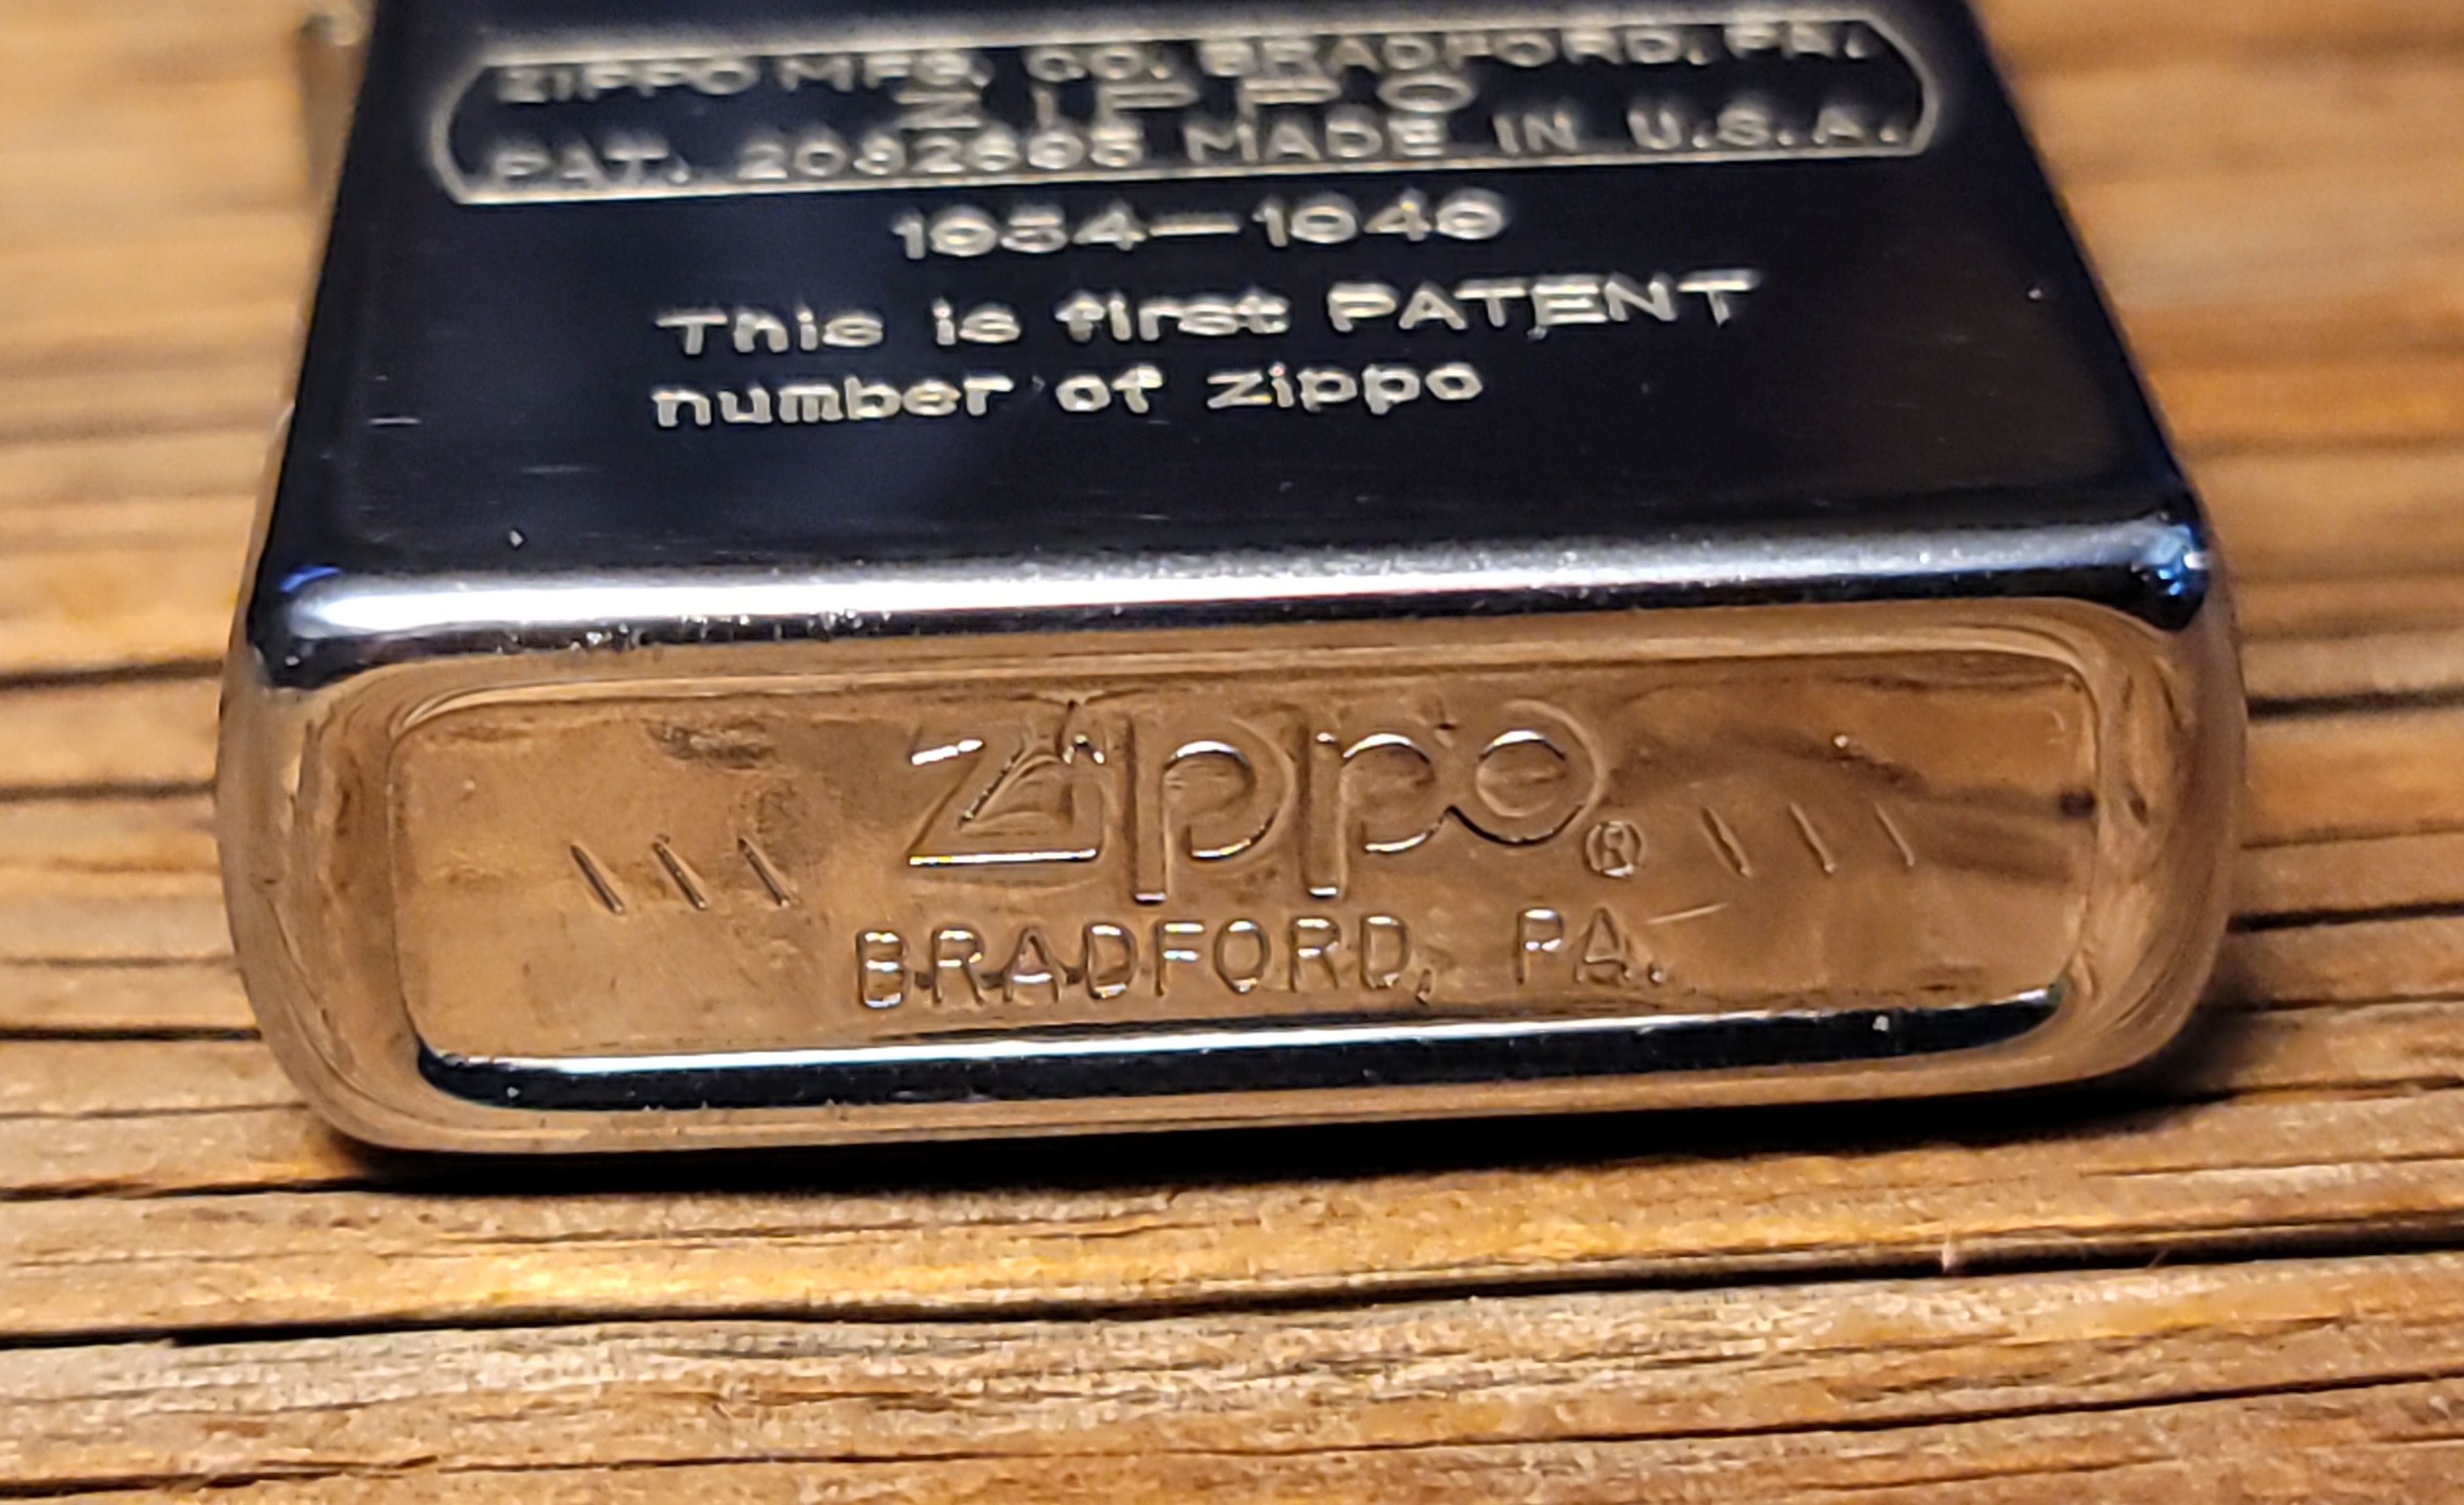 ZIPPO MFG. CO. BRADFORD, PA.
ZIPPO
PAT. 2032695 MADE IN U.S.A.
1934—1940
This is first PATENT
number of zippo
\\\ Zippo® \\\
BRADFORD, PA.